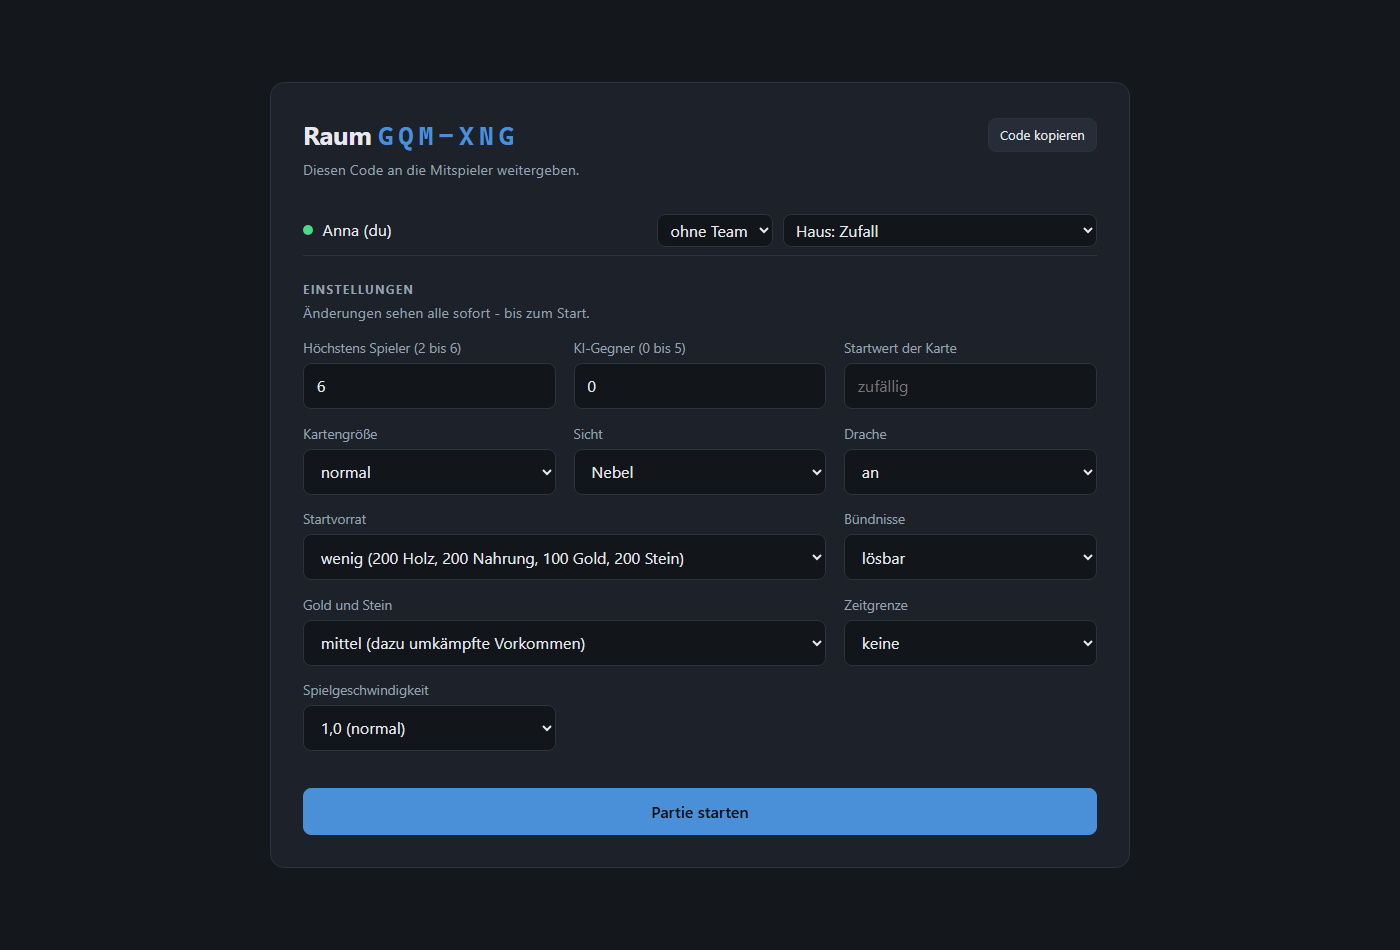 Raum GQM-XNG
Code kopieren
Diesen Code an die Mitspieler weitergeben.
Anna (du)
ohne Team
Haus: Zufall
EINSTELLUNGEN
Änderungen sehen alle sofort - bis zum Start.
Höchstens Spieler (2 bis 6)
KI-Gegner (0 bis 5)
Startwert der Karte
6
0
zufällig
Kartengröße
Sicht
Drache
normal
Nebel
an
Startvorrat
Bündnisse
wenig (200 Holz, 200 Nahrung, 100 Gold, 200 Stein)
lösbar
Gold und Stein
Zeitgrenze
mittel (dazu umkämpfte Vorkommen)
keine
Spielgeschwindigkeit
1,0 (normal)
Partie starten